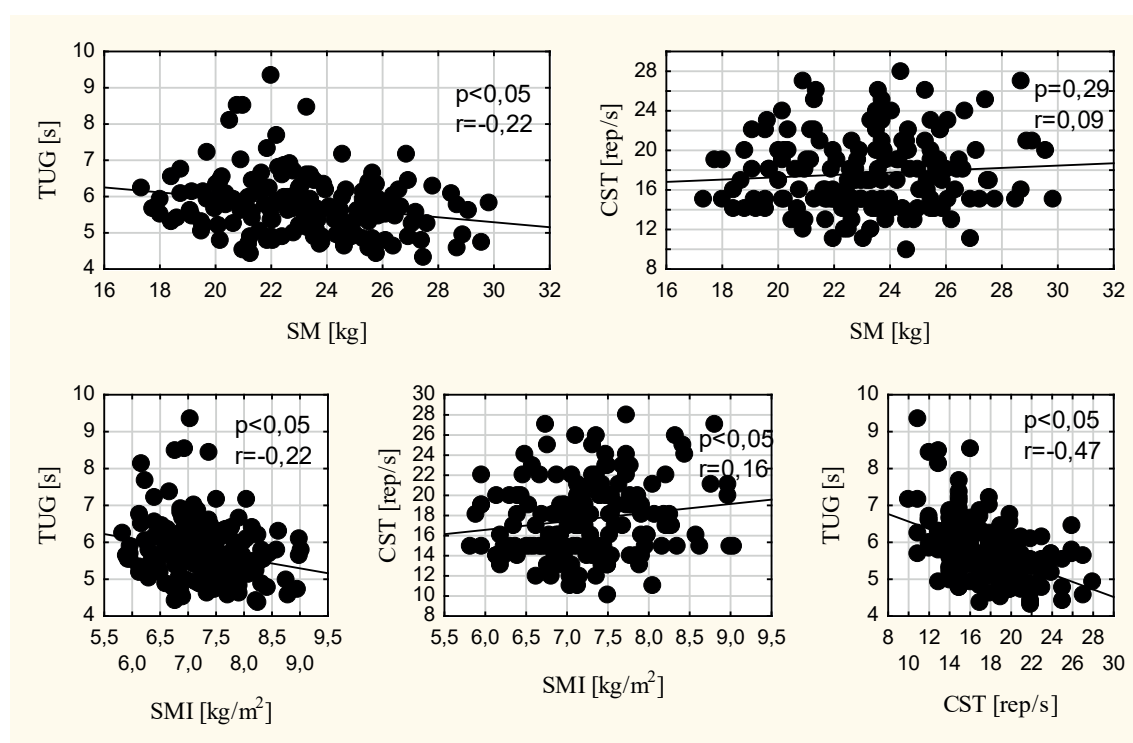 10
9
8
7
6
5
4
TUG [s]
p<0,05
r=-0,22
16 18 20 22 24 26 28 30 32
SM [kg]
28
24
20
16
12
8
CST [rep/s]
p=0,29
r=0,09
16 18 20 22 24 26 28 30 32
SM [kg]
10
9
8
7
6
5
4
TUG [s]
p<0,05
r=-0,22
5,5 6,5 7,5 8,5 9,5
6,0 7,0 8,0 9,0
SMI [kg/m²]
30
28
26
24
22
20
18
16
14
12
10
8
CST [rep/s]
p<0,05
r=0,16
5,5 6,0 6,5 7,0 7,5 8,0 8,5 9,0 9,5
SMI [kg/m²]
10
9
8
7
6
5
4
TUG [s]
p<0,05
r=-0,47
8 12 16 20 24 28
10 14 18 22 26 30
CST [rep/s]